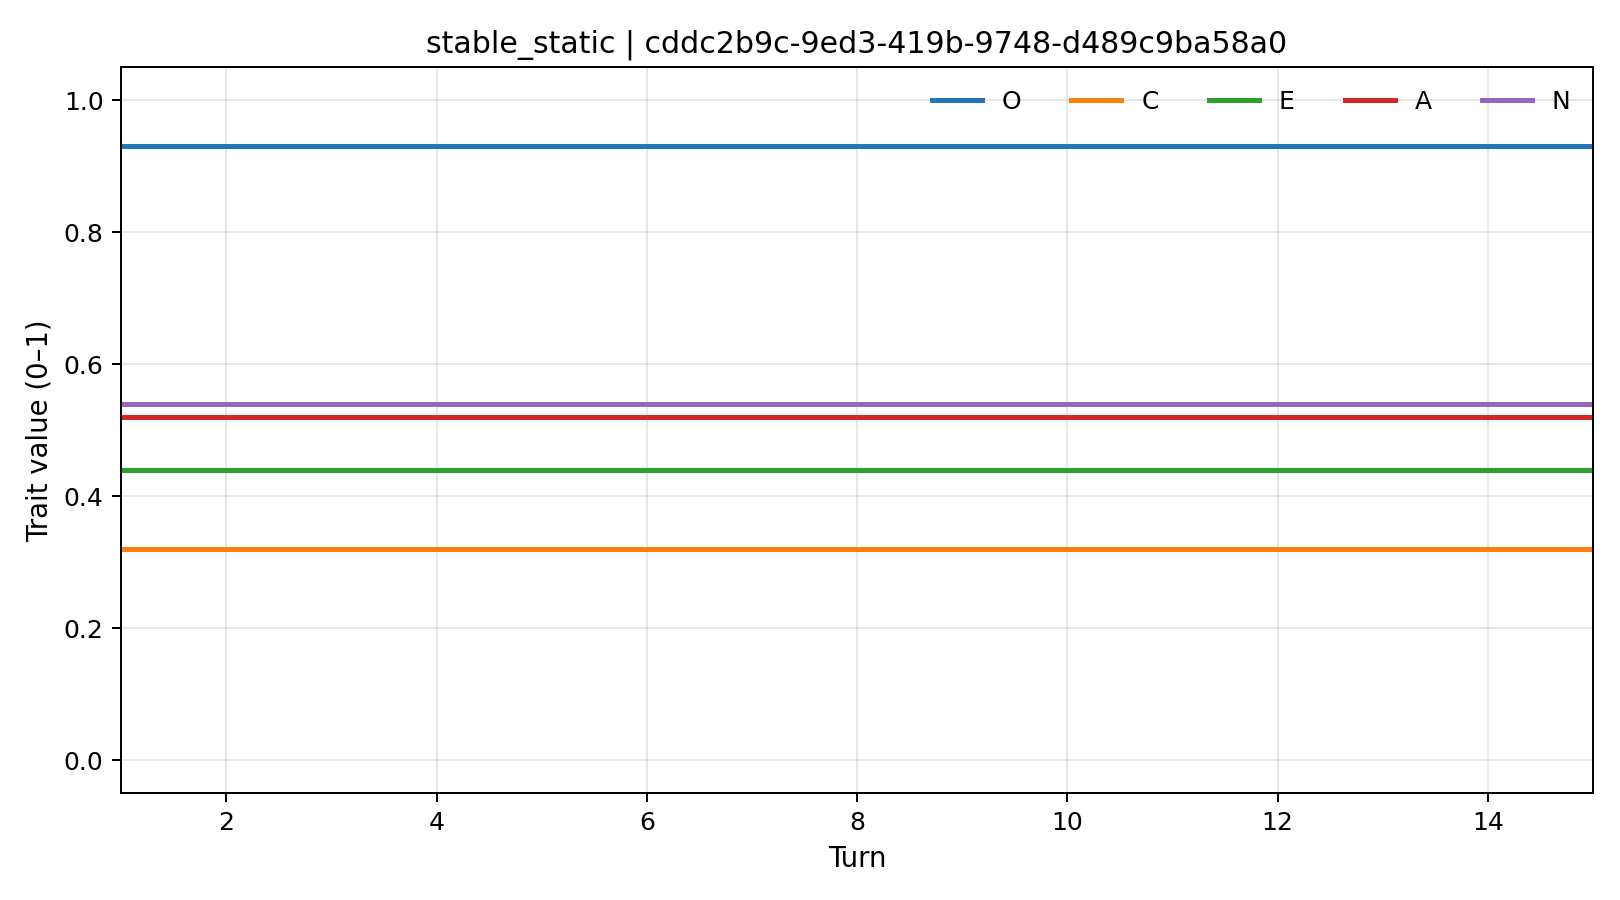 stable_static | cddc2b9c-9ed3-419b-9748-d489c9ba58a0
O C E A N
1.0
0.8
0.6
0.4
0.2
0.0
Trait value (0–1)
2 4 6 8 10 12 14
Turn